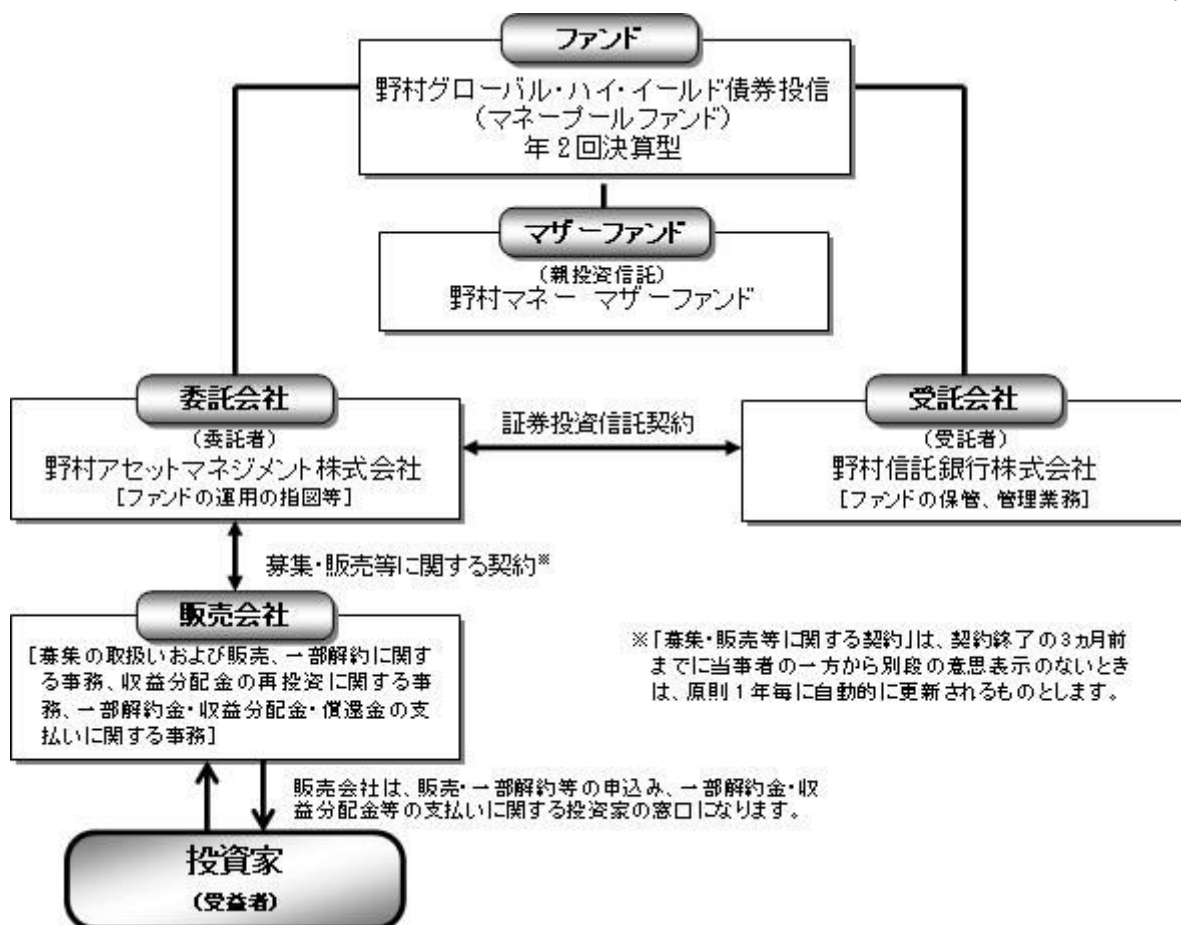 ファンド
野村グローバル・ハイ・イールド債券投信
(マネープールファンド)
年2回決算型
マザーファンド
(親投資信託)
野村マネー マザーファンド
委託会社
(委託者)
野村アセットマネジメント株式会社
[ファンドの運用の指図等]
証券投資信託契約
受託会社
(受託者)
野村信託銀行株式会社
[ファンドの保管、管理業務]
募集・販売等に関する契約※
販売会社
[募集の取扱いおよび販売、一部解約に関す
る事務、収益分配金の再投資に関する事
務、一部解約金・収益分配金・償還金の支
払いに関する事務]
※「募集・販売等に関する契約」は、契約終了の3ヵ月前
までに当事者の一方から別段の意思表示のないとき
は、原則1年毎に自動的に更新されるものとします。
販売会社は、販売・一部解約等の申込み、一部解約金・収
益分配金等の支払いに関する投資家の窓口になります。
投資家
(受益者)